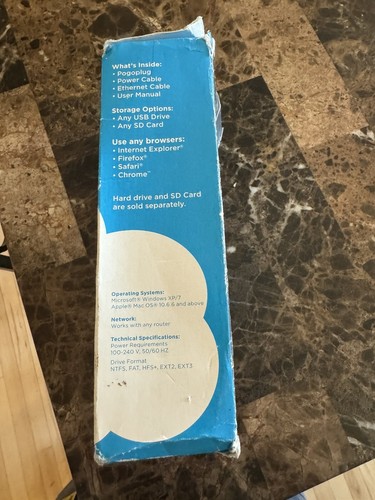 What's Inside:
• Pogoplug
• Power Cable
• Ethernet Cable
• User Manual
Storage Options:
• Any USB Drive
• Any SD Card
Use any browsers:
• Internet Explorer®
• Firefox®
• Safari®
• Chrome™
Hard drive and SD Card
are sold separately.
Operating Systems:
Microsoft® Windows XP/7
Apple® Mac OS® 10.6.6 and above
Network:
Works with any router
Technical Specifications:
Power Requirements
100-240 V, 50/60 HZ
Drive Format
NTFS, FAT, HFS+, EXT2, EXT3